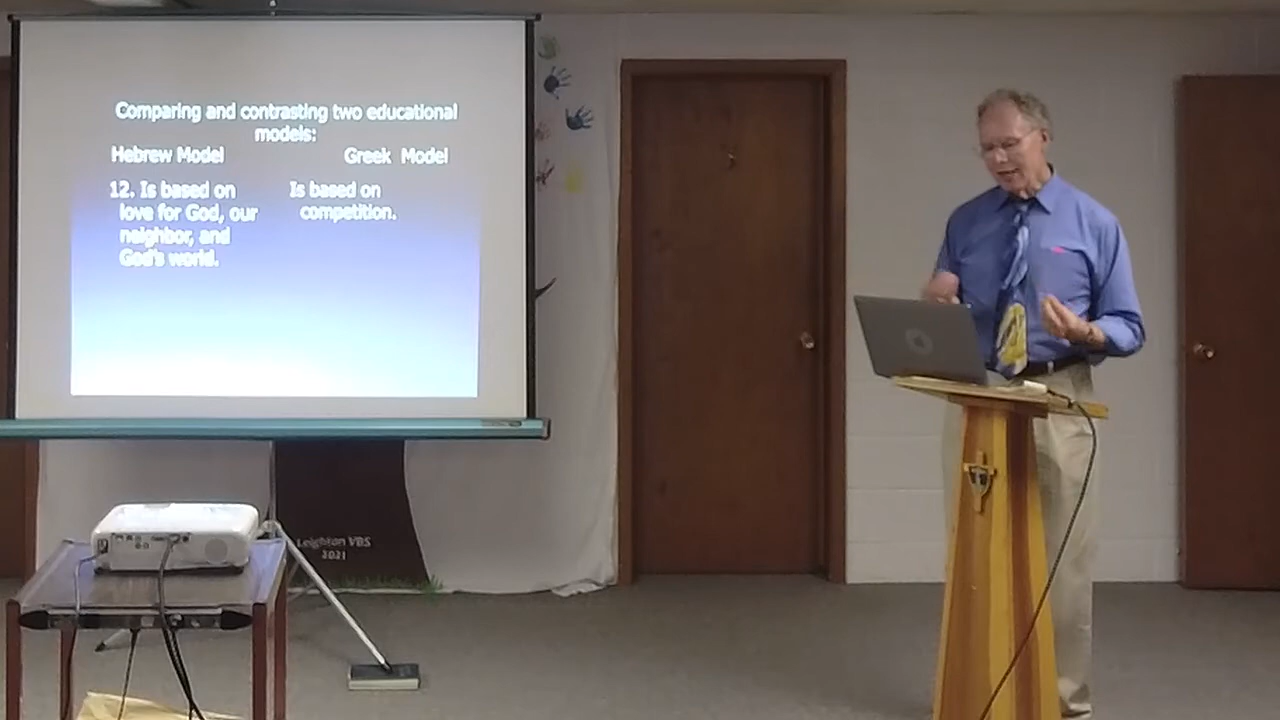 Comparing and contrasting two educational
models:
Hebrew Model Greek Model
12. Is based on
love for God, our
neighbor, and
God's world.
Is based on
competition.
Leighton VBS
2021